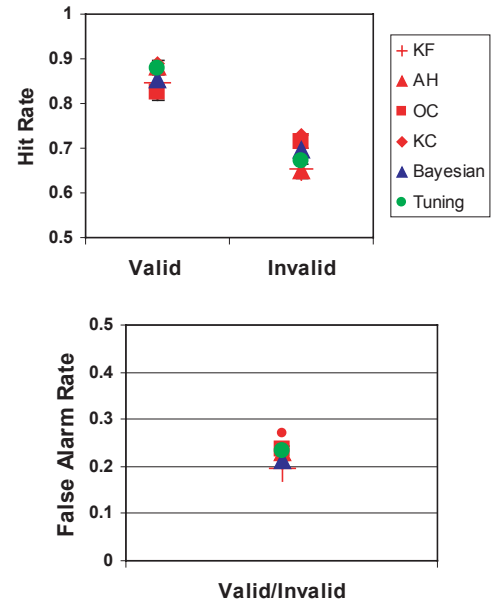 Hit Rate
1
0.9
0.8
0.7
0.6
0.5
Valid
Invalid
KF
AH
OC
KC
Bayesian
Tuning
False Alarm Rate
0.5
0.4
0.3
0.2
0.1
0
Valid/Invalid